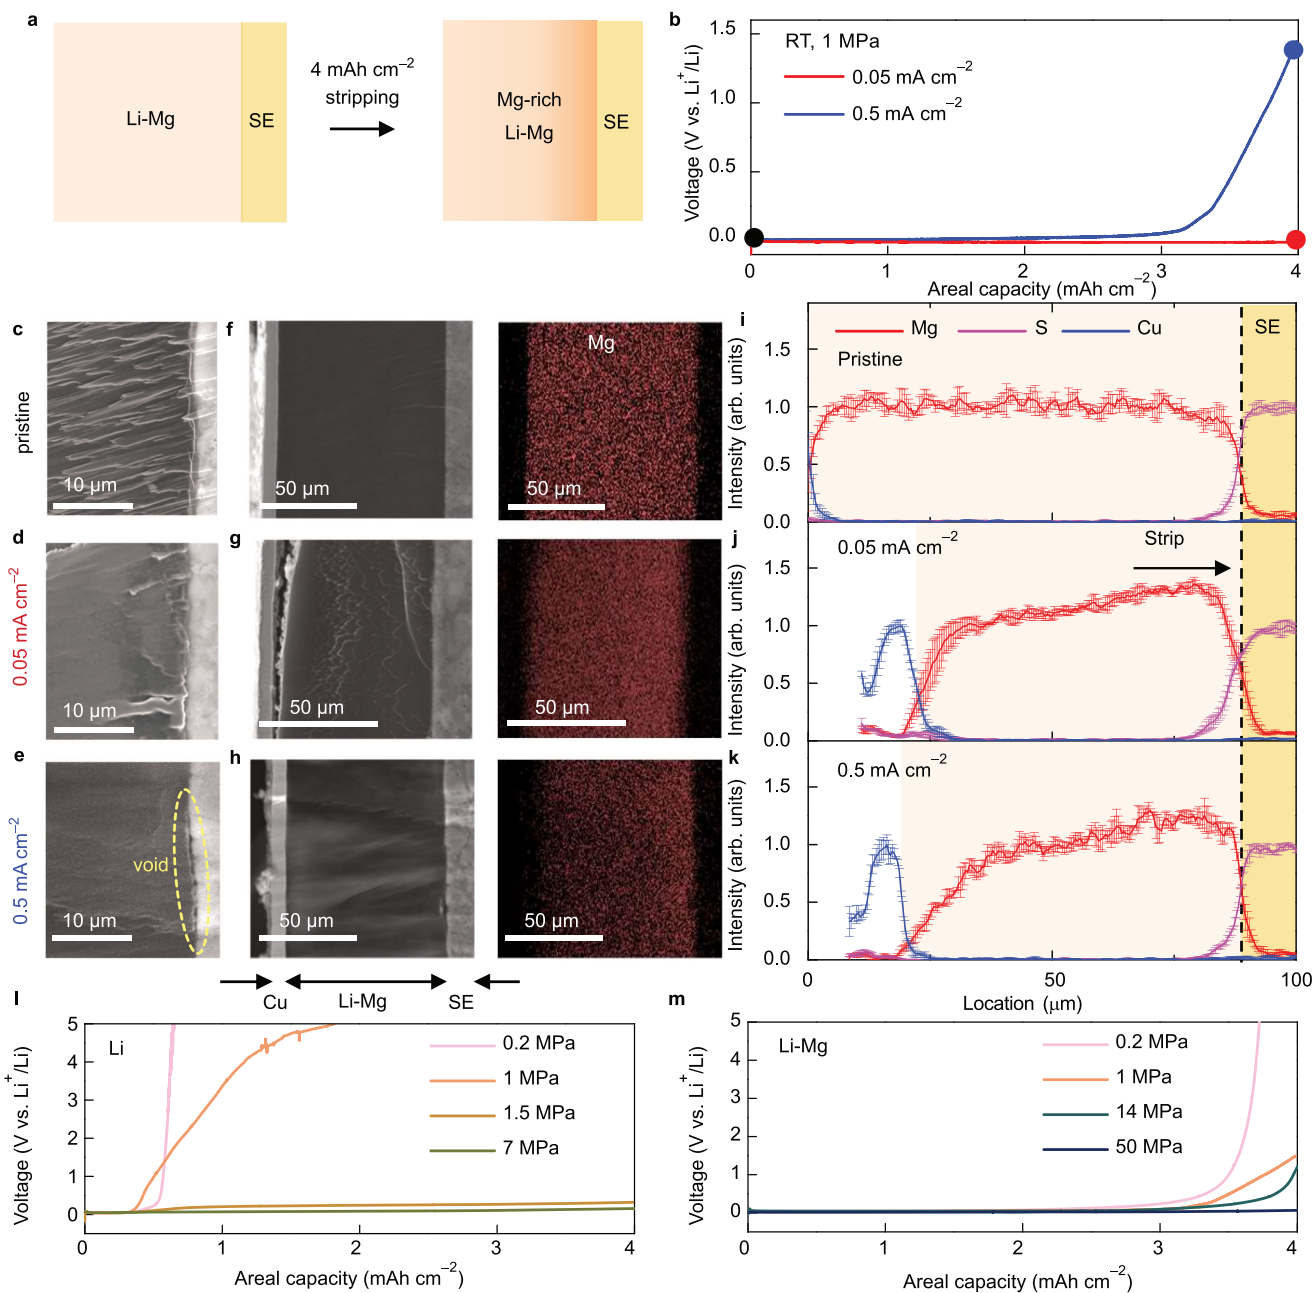 a
Li-Mg
SE
4 mAh cm⁻²
stripping
Mg-rich
Li-Mg
SE
b
Voltage (V vs. Li⁺/Li)
1.5
1.0
0.5
0.0
RT, 1 MPa
0.05 mA cm⁻²
0.5 mA cm⁻²
0
1
2
3
4
Areal capacity (mAh cm⁻²)
c
pristine
10 µm
f
50 µm
Mg
50 µm
d
0.05 mA cm⁻²
10 µm
g
50 µm
50 µm
e
0.5 mA cm⁻²
void
10 µm
h
50 µm
50 µm
Cu
Li-Mg
SE
i
Intensity (arb. units)
1.5
1.0
0.5
0.0
Mg
S
Cu
SE
Pristine
j
Intensity (arb. units)
1.5
1.0
0.5
0.0
0.05 mA cm⁻²
Strip
k
Intensity (arb. units)
1.5
1.0
0.5
0.0
0.5 mA cm⁻²
0
50
100
Location (µm)
l
Voltage (V vs. Li⁺/Li)
5
4
3
2
1
0
Li
0.2 MPa
1 MPa
1.5 MPa
7 MPa
0
1
2
3
4
Areal capacity (mAh cm⁻²)
m
Voltage (V vs. Li⁺/Li)
5
4
3
2
1
0
Li-Mg
0.2 MPa
1 MPa
14 MPa
50 MPa
0
1
2
3
4
Areal capacity (mAh cm⁻²)